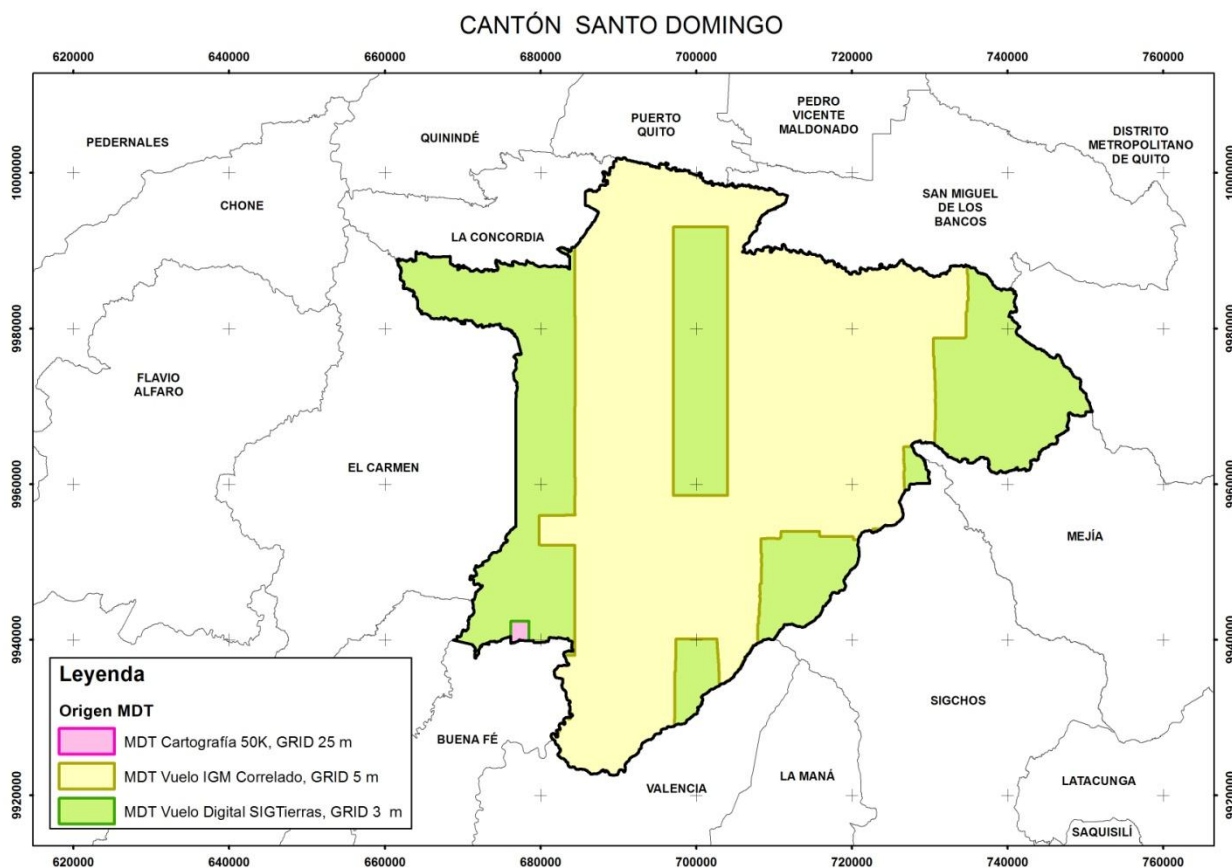 CANTÓN SANTO DOMINGO
620000 640000 660000 680000 700000 720000 740000 760000
PEDERNALES
QUININDÉ
PUERTO
QUITO
PEDRO
VICENTE
MALDONADO
DISTRITO
METROPOLITANO
DE QUITO
10000000
10000000
CHONE
SAN MIGUEL
DE LOS
BANCOS
LA CONCORDIA
9980000
9980000
FLAVIO
ALFARO
EL CARMEN
9960000
9960000
MEJÍA
9940000
9940000
SIGCHOS
BUENA FÉ
VALENCIA
LA MANÁ
LATACUNGA
9920000
9920000
SAQUISILÍ
Leyenda
Origen MDT
MDT Cartografía 50K, GRID 25 m
MDT Vuelo IGM Correlado, GRID 5 m
MDT Vuelo Digital SIGTierras, GRID 3 m
620000 640000 660000 680000 700000 720000 740000 760000